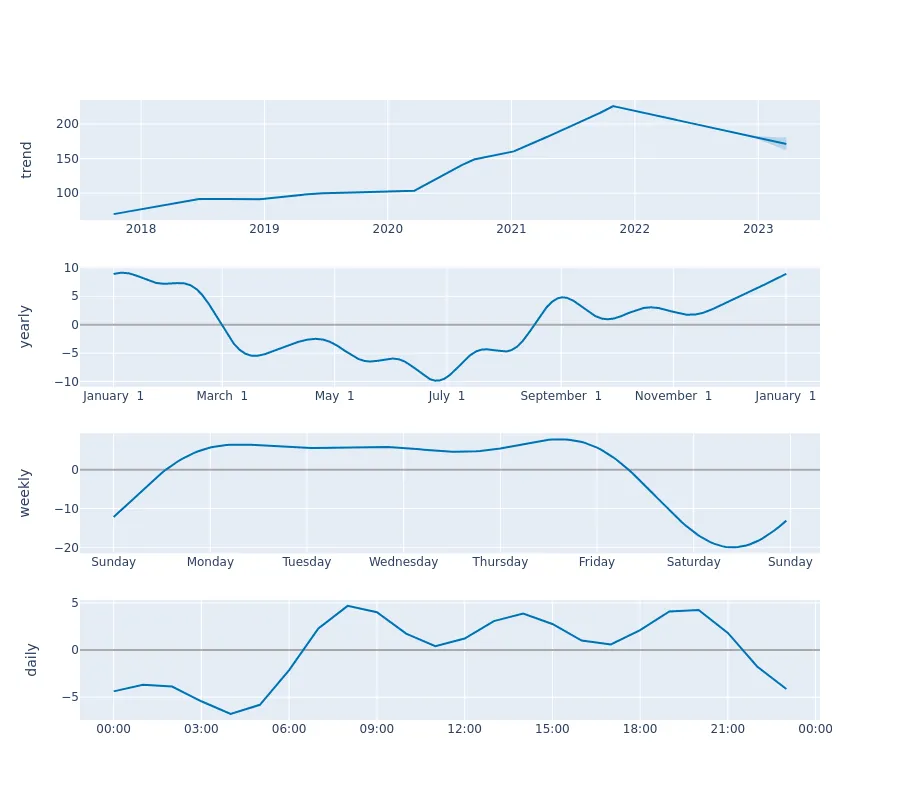 trend
200
150
100
2018 2019 2020 2021 2022 2023
yearly
10
5
0
−5
−10
January 1 March 1 May 1 July 1 September 1 November 1 January 1
weekly
0
−10
−20
Sunday Monday Tuesday Wednesday Thursday Friday Saturday Sunday
daily
5
0
−5
00:00 03:00 06:00 09:00 12:00 15:00 18:00 21:00 00:00